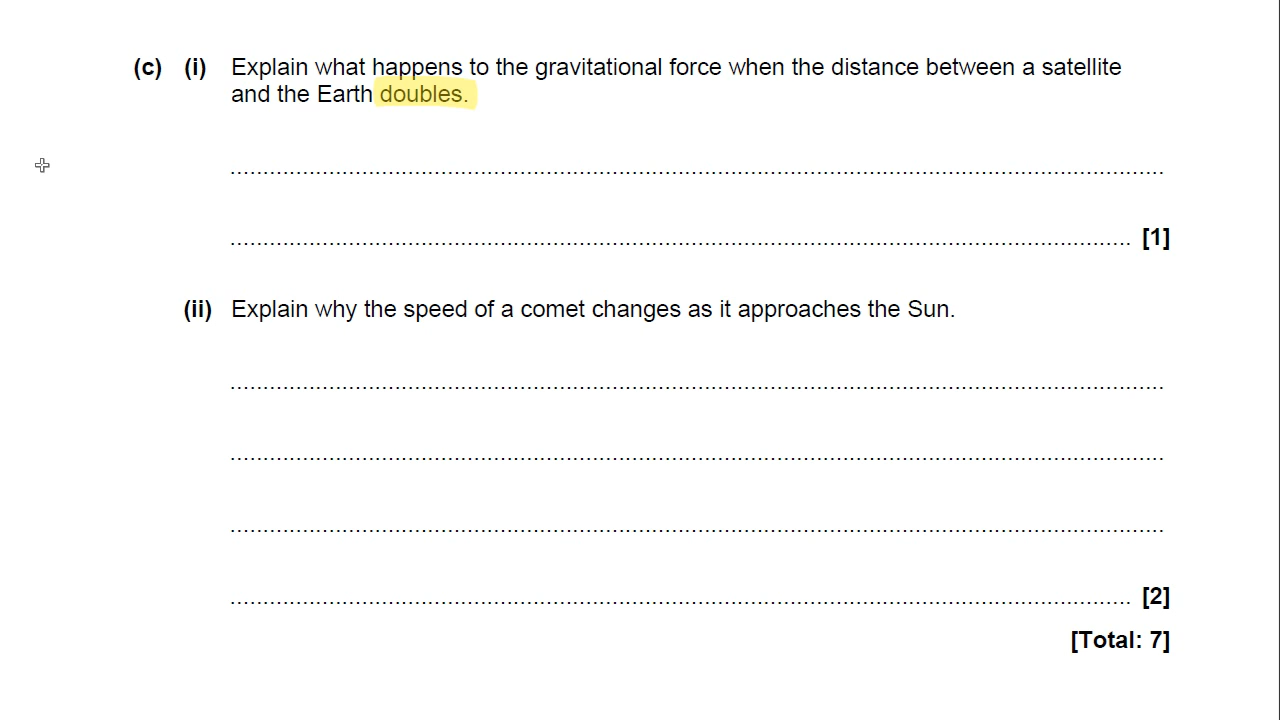 (c) (i) Explain what happens to the gravitational force when the distance between a satellite
and the Earth doubles.
........................................................................................................................................
................................................................................................................................... [1]
(ii) Explain why the speed of a comet changes as it approaches the Sun.
........................................................................................................................................
........................................................................................................................................
........................................................................................................................................
................................................................................................................................... [2]
[Total: 7]